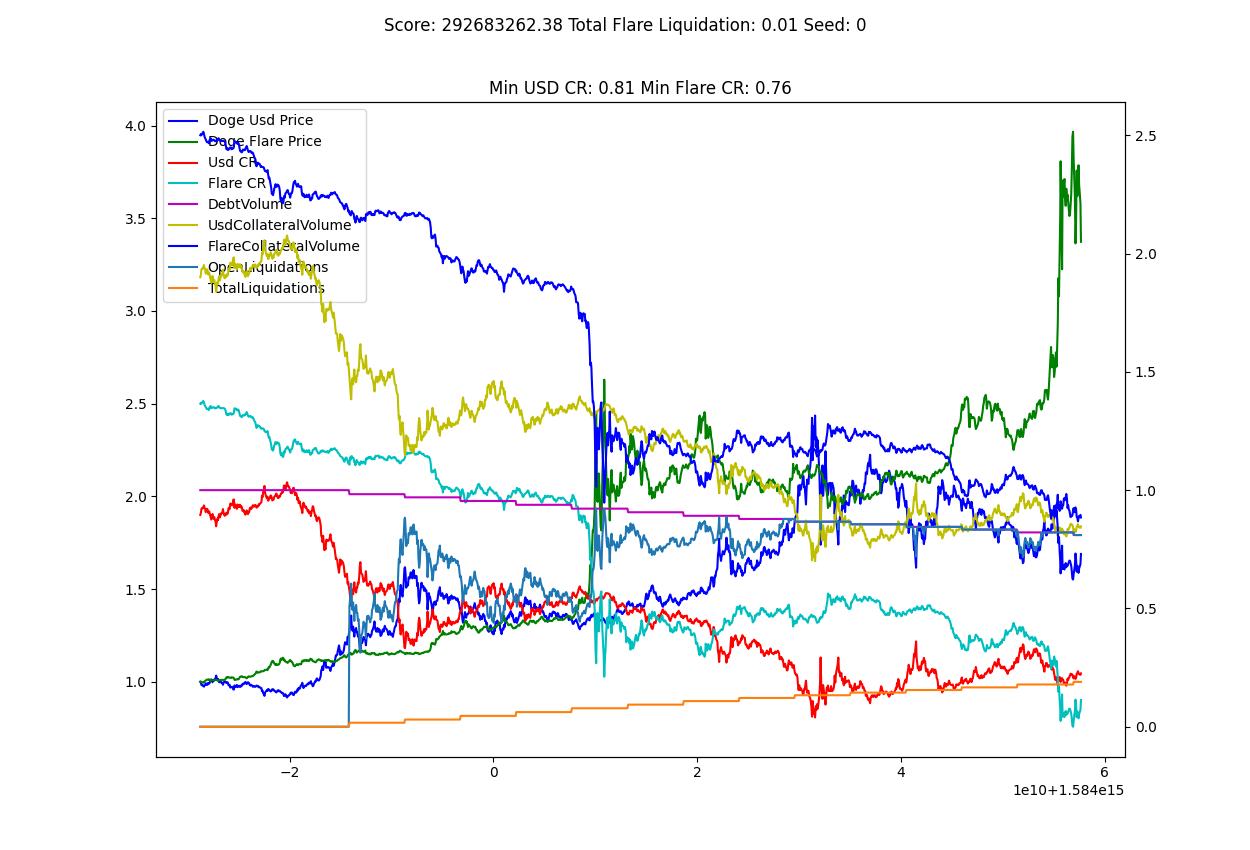 Score: 292683262.38 Total Flare Liquidation: 0.01 Seed: 0
Min USD CR: 0.81 Min Flare CR: 0.76
Doge Usd Price
Doge Flare Price
Usd CR
Flare CR
DebtVolume
UsdCollateralVolume
FlareCollateralVolume
OpenLiquidations
TotalLiquidations
4.0
3.5
3.0
2.5
2.0
1.5
1.0
2.5
2.0
1.5
1.0
0.5
0.0
−2
0
2
4
6
1e10+1.584e15